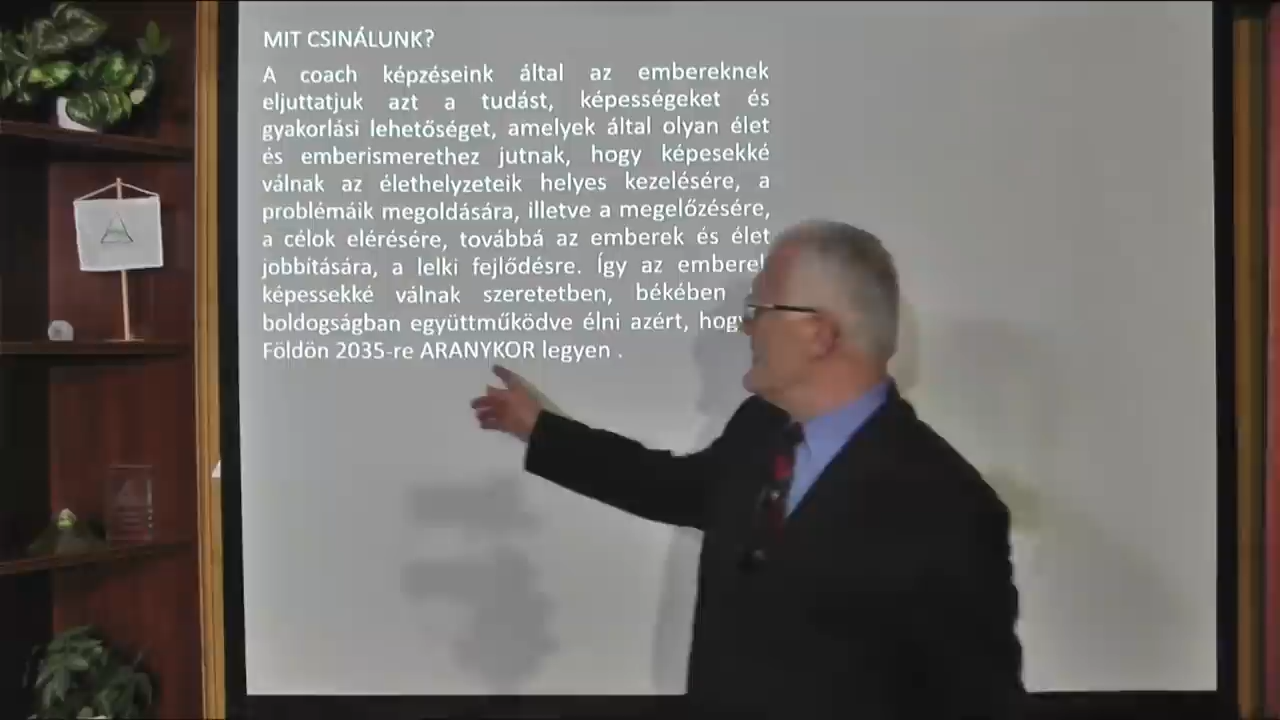 MIT CSINÁLUNK?
A coach képzéseink által az embereknek
eljuttatjuk azt a tudást, képességeket és
gyakorlási lehetőséget, amelyek által olyan élet
és emberismerethez jutnak, hogy képesekké
válnak az élethelyzeteik helyes kezelésére, a
problémáik megoldására, illetve a megelőzésére,
a célok elérésére, továbbá az emberek és élet
jobbítására, a lelki fejlődésre. Így az
képessekké válnak szeretetben, békében
boldogságban együttműködve élni azért,
Földön 2035-re ARANYKOR legyen .